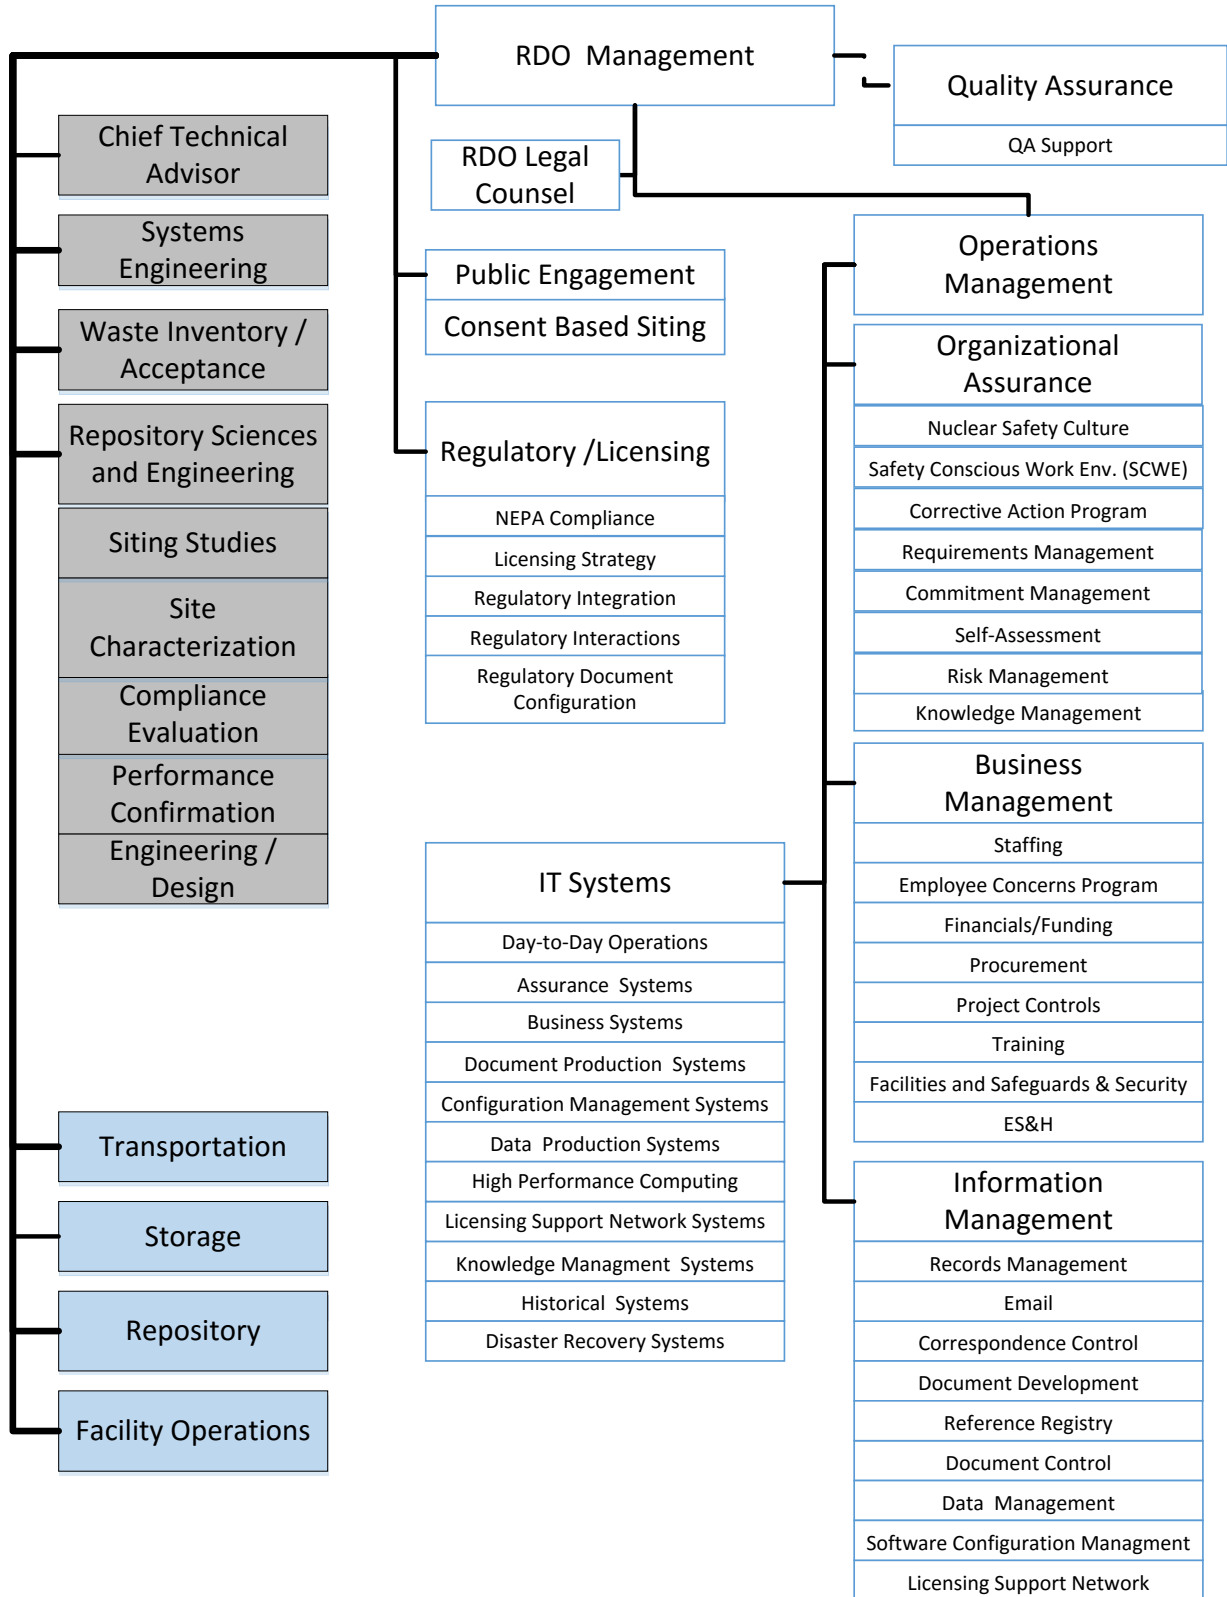 RDO  Management
Quality Assurance
QA Support
RDO Legal
Counsel
Chief Technical
Advisor
Systems
Engineering
Waste Inventory /
Acceptance
Repository Sciences
and Engineering
Siting Studies
Site
Characterization
Compliance
Evaluation
Performance
Confirmation
Engineering /
Design
Transportation
Storage
Repository
Facility Operations
Public Engagement
Consent Based Siting
Regulatory /Licensing
NEPA Compliance
Licensing Strategy
Regulatory Integration
Regulatory Interactions
Regulatory Document
Configuration
IT Systems
Day-to-Day Operations
Assurance  Systems
Business Systems
Document Production  Systems
Configuration Management Systems
Data  Production Systems
High Performance Computing
Licensing Support Network Systems
Knowledge Managment  Systems
Historical  Systems
Disaster Recovery Systems
Operations
Management
Organizational
Assurance
Nuclear Safety Culture
Safety Conscious Work Env. (SCWE)
Corrective Action Program
Requirements Management
Commitment Management
Self-Assessment
Risk Management
Knowledge Management
Business
Management
Staffing
Employee Concerns Program
Financials/Funding
Procurement
Project Controls
Training
Facilities and Safeguards & Security
ES&H
Information
Management
Records Management
Email
Correspondence Control
Document Development
Reference Registry
Document Control
Data  Management
Software Configuration Managment
Licensing Support Network